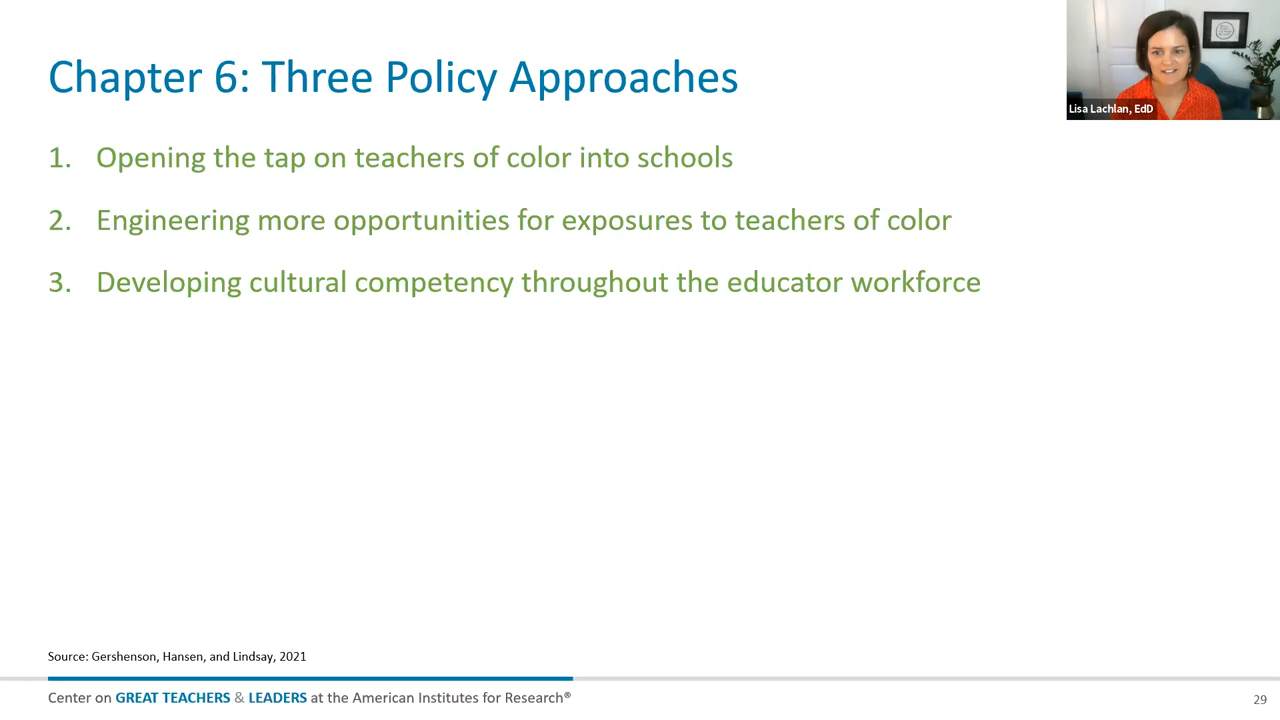 Chapter 6: Three Policy Approaches
Lisa Lachlan, EdD
1. Opening the tap on teachers of color into schools
2. Engineering more opportunities for exposures to teachers of color
3. Developing cultural competency throughout the educator workforce
Source: Gershenson, Hansen, and Lindsay, 2021
Center on GREAT TEACHERS & LEADERS at the American Institutes for Research®
29